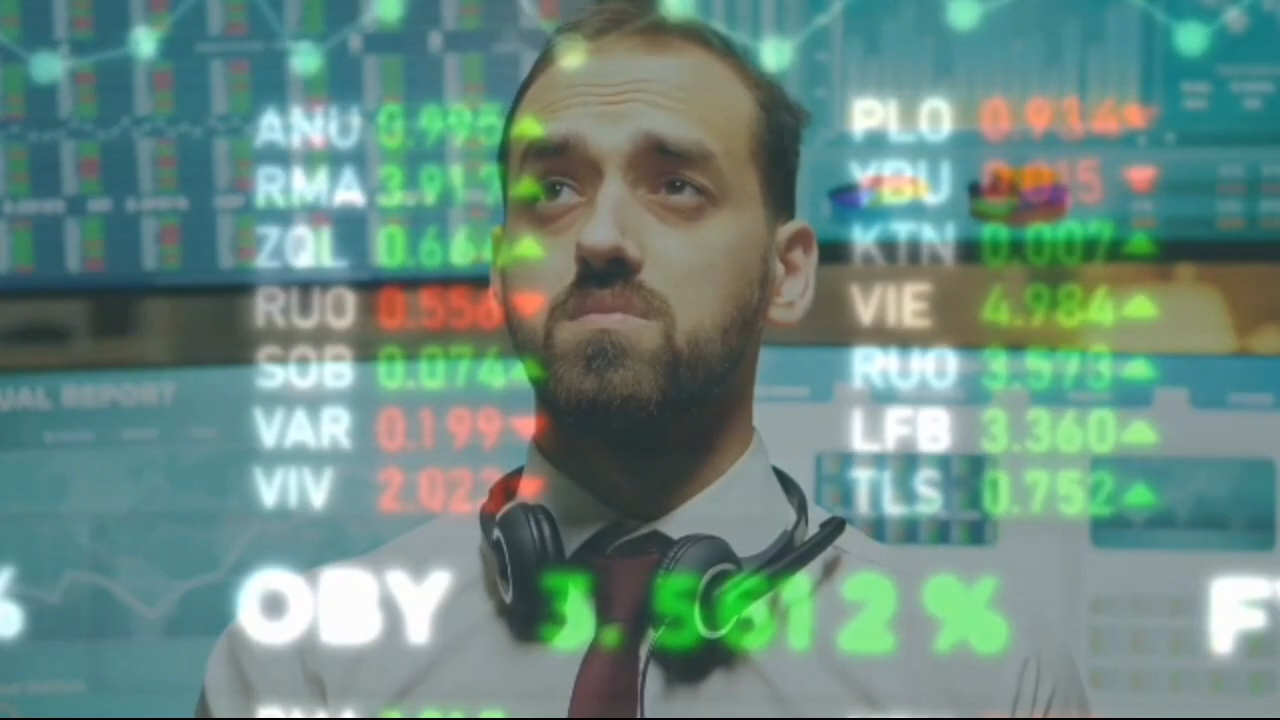 ANU 0.995
RMA 3.913
ZQL 0.664
RUO 0.556
SOB 0.074
VAR 0.199
VIV 2.022
PLO 0.934
YBU
KTN 0.007
VIE 4.984
RUO 3.573
LFB 3.360
TLS 0.752
UAL REPORT
%
OBY 3.5612%
F